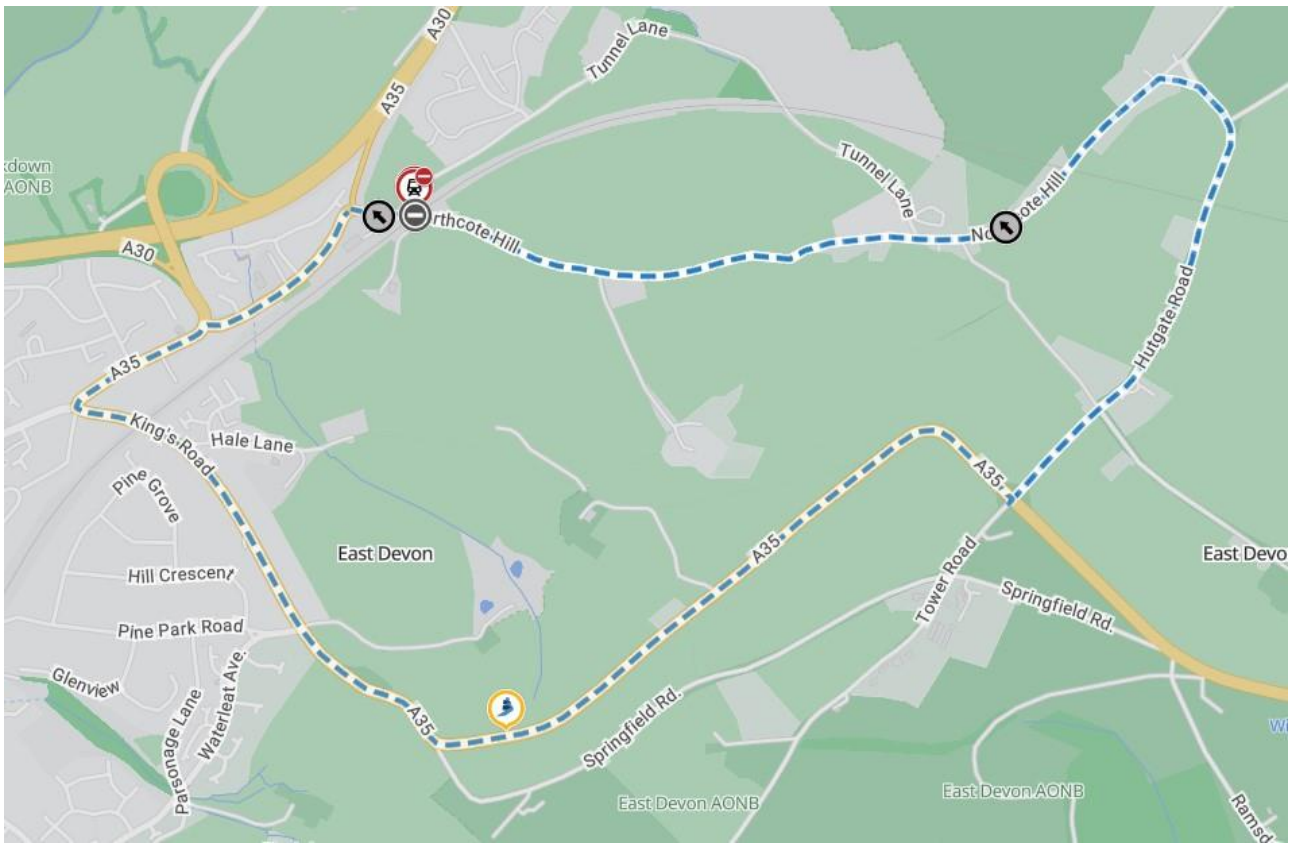 A30
Tunnel Lane
A35
kdown
AONB
Tunnel Lane
Northcote Hill
rthcote Hill
A30
Hutgate Road
A35
King's Road
Hale Lane
Pine Grove
A35
East Devon
East Devo
A35
Hill Crescent
Tower Road
Springfield Rd.
Pine Park Road
Glenview
Parsonage Lane
Waterleat Ave.
A35
Springfield Rd.
Wi
East Devon AONB
East Devon AONB
Ramsd